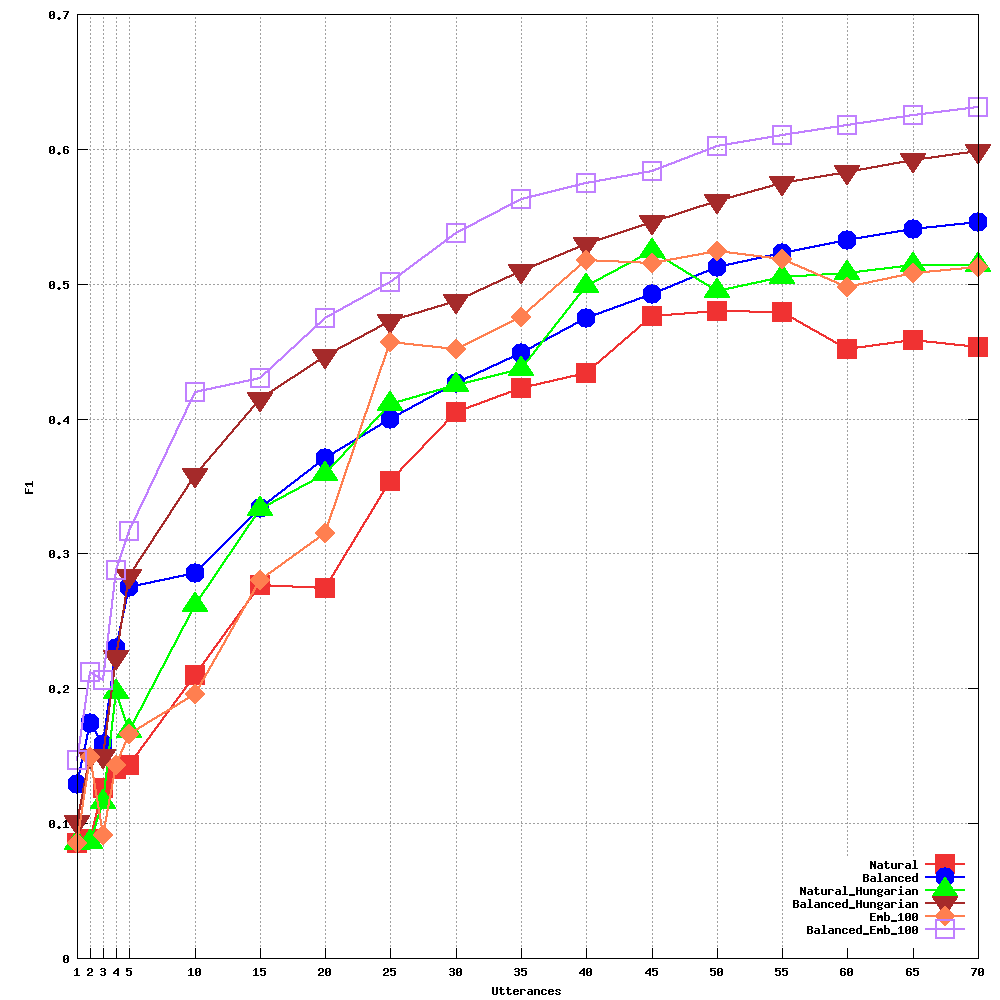 0.7
0.6
0.5
0.4
0.3
0.2
0.1
0
F1
Natural
Balanced
Natural_Hungarian
Balanced_Hungarian
Emb_100
Balanced_Emb_100
1 2 3 4 5 10 15 20 25 30 35 40 45 50 55 60 65 70
Utterances